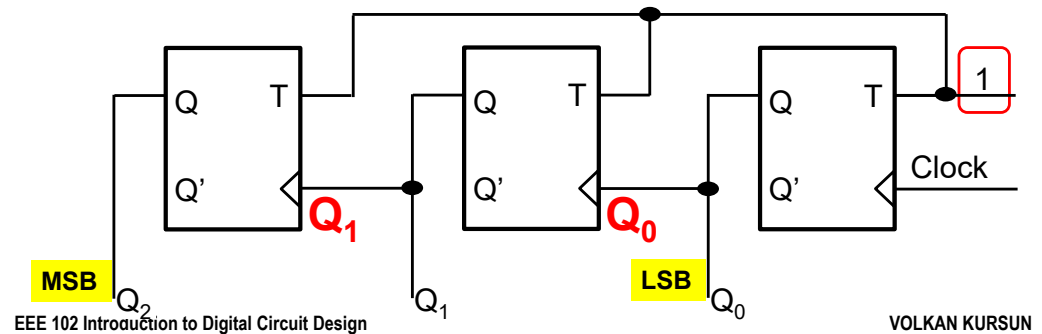 1
Q T Q T Q T
Clock
Q' Q' Q'
Q₁ Q₀
MSB LSB
Q₂ Q₁ Q₀
EEE 102 Introduction to Digital Circuit Design VOLKAN KURSUN